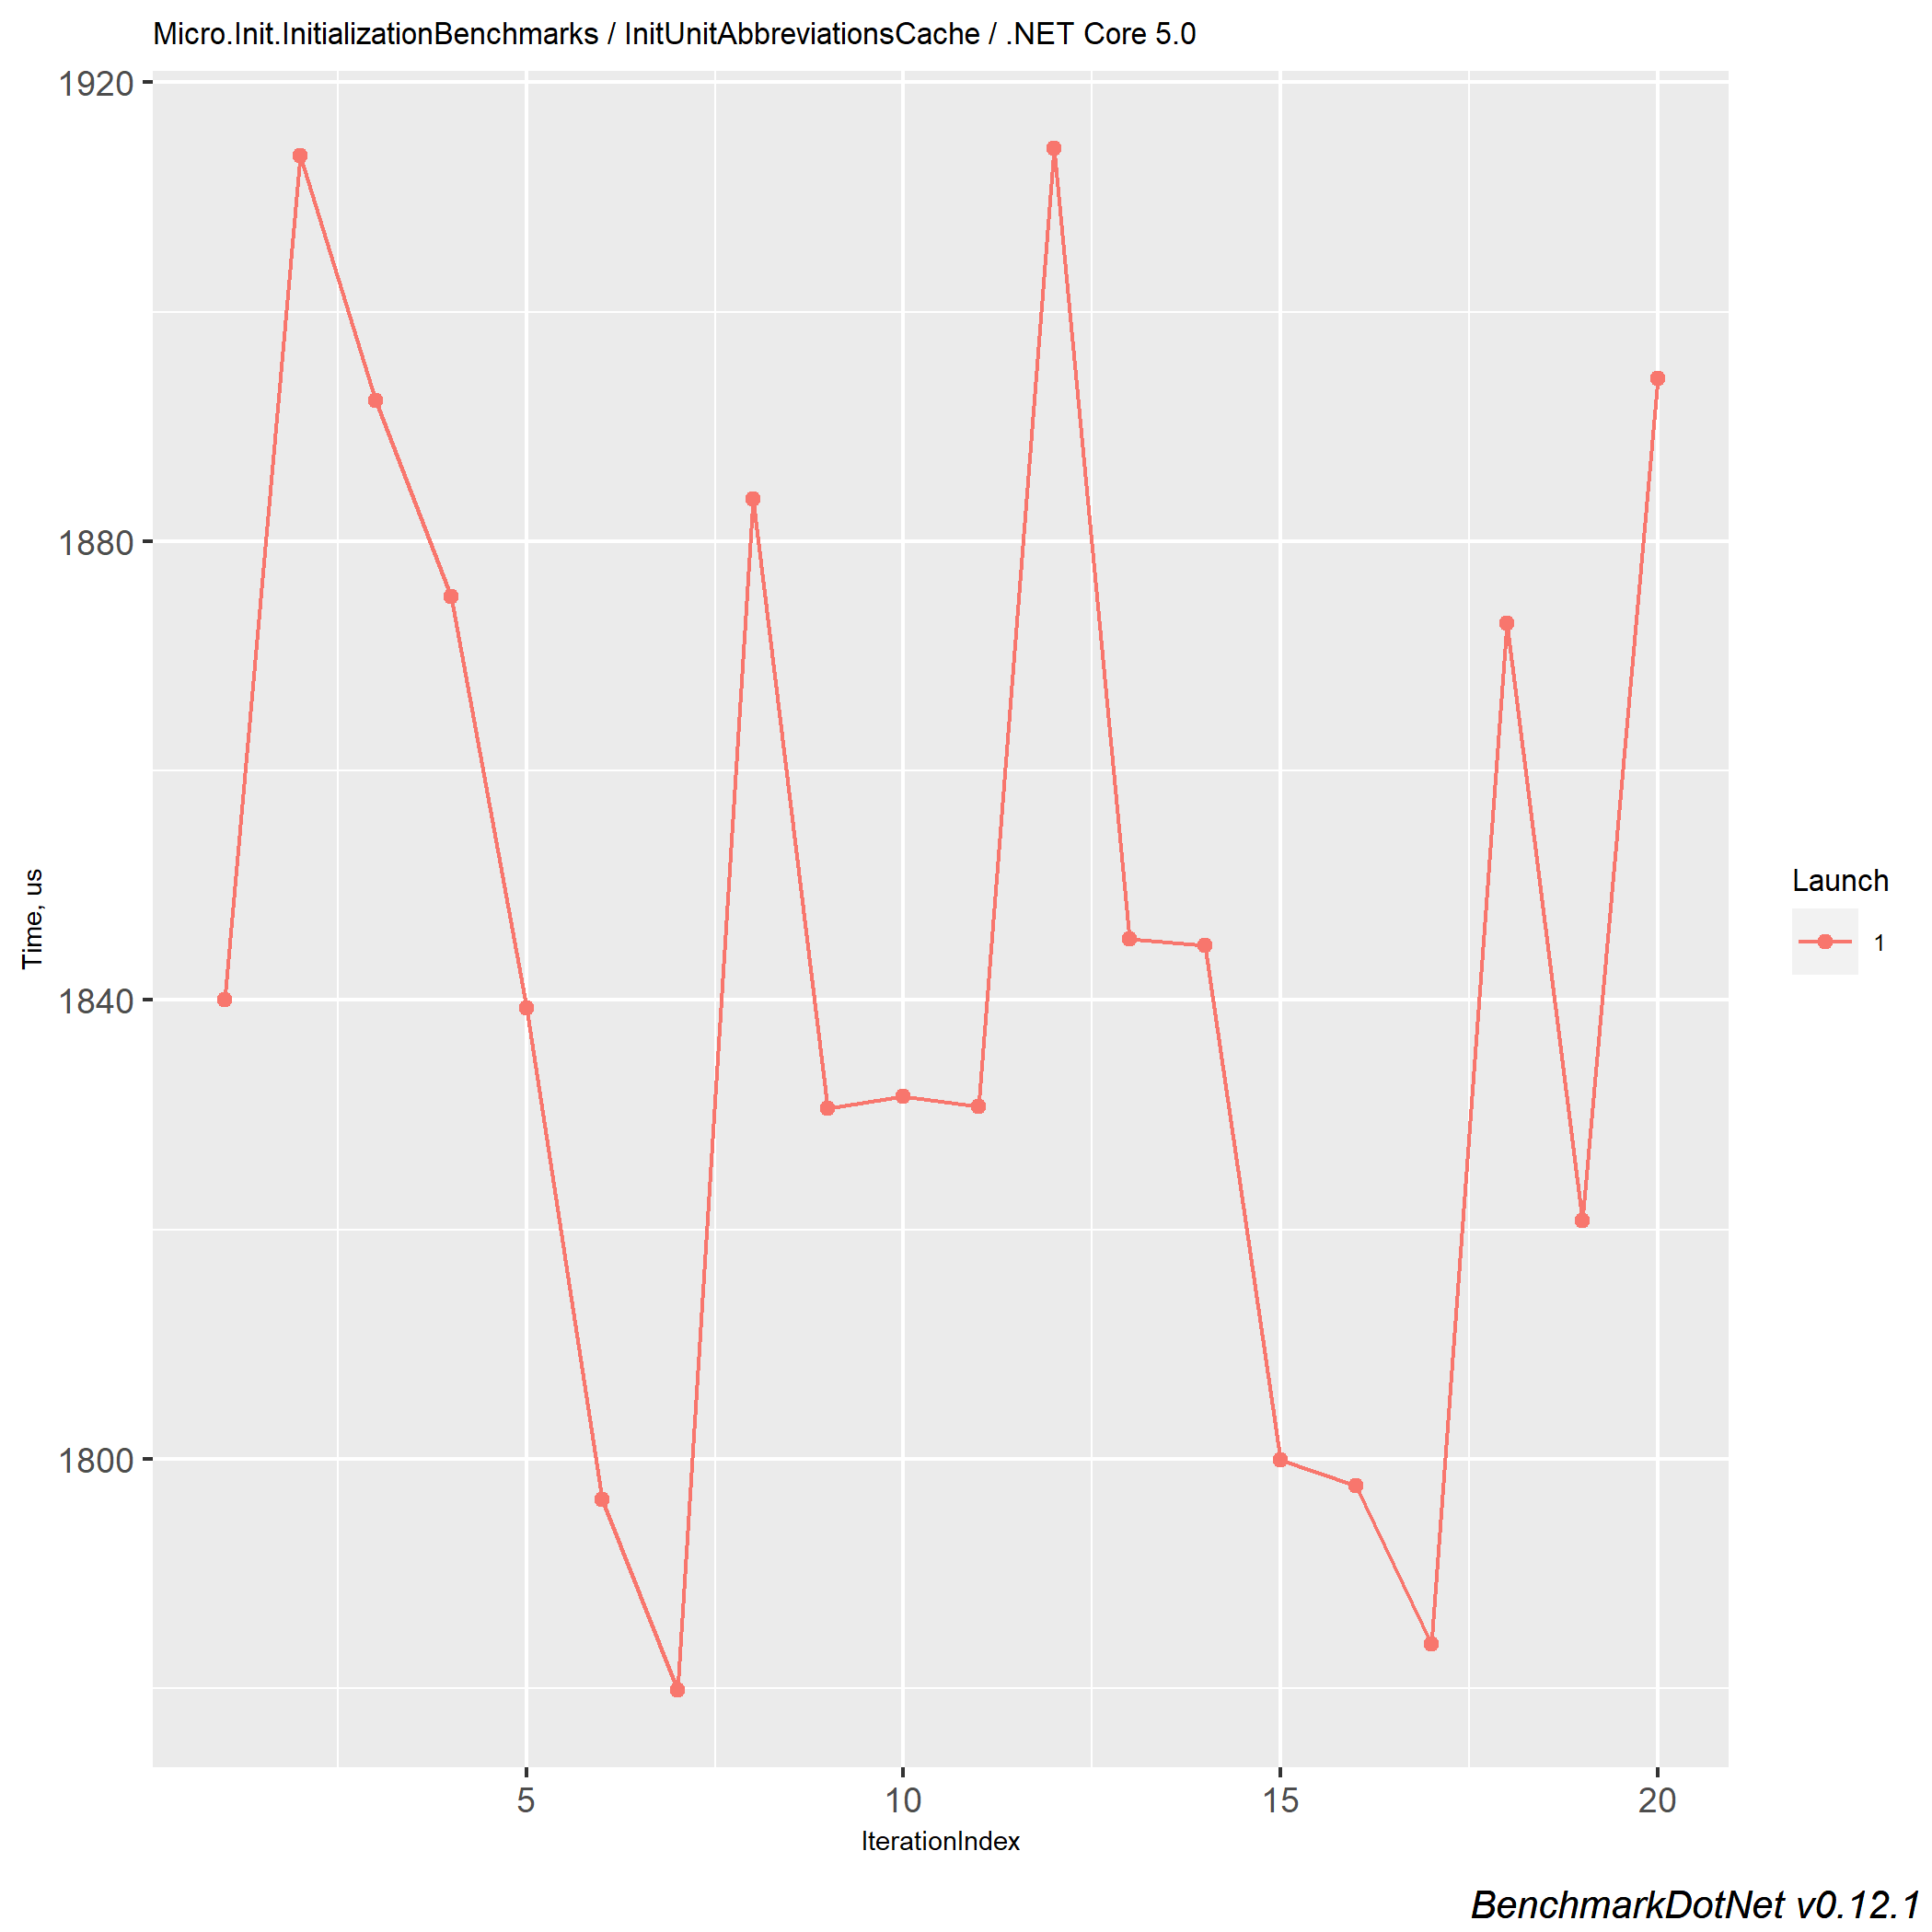 Micro.Init.InitializationBenchmarks / InitUnitAbbreviationsCache / .NET Core 5.0
1920
1880
1840
1800
Time, us
5
10
15
20
IterationIndex
Launch
1
BenchmarkDotNet v0.12.1